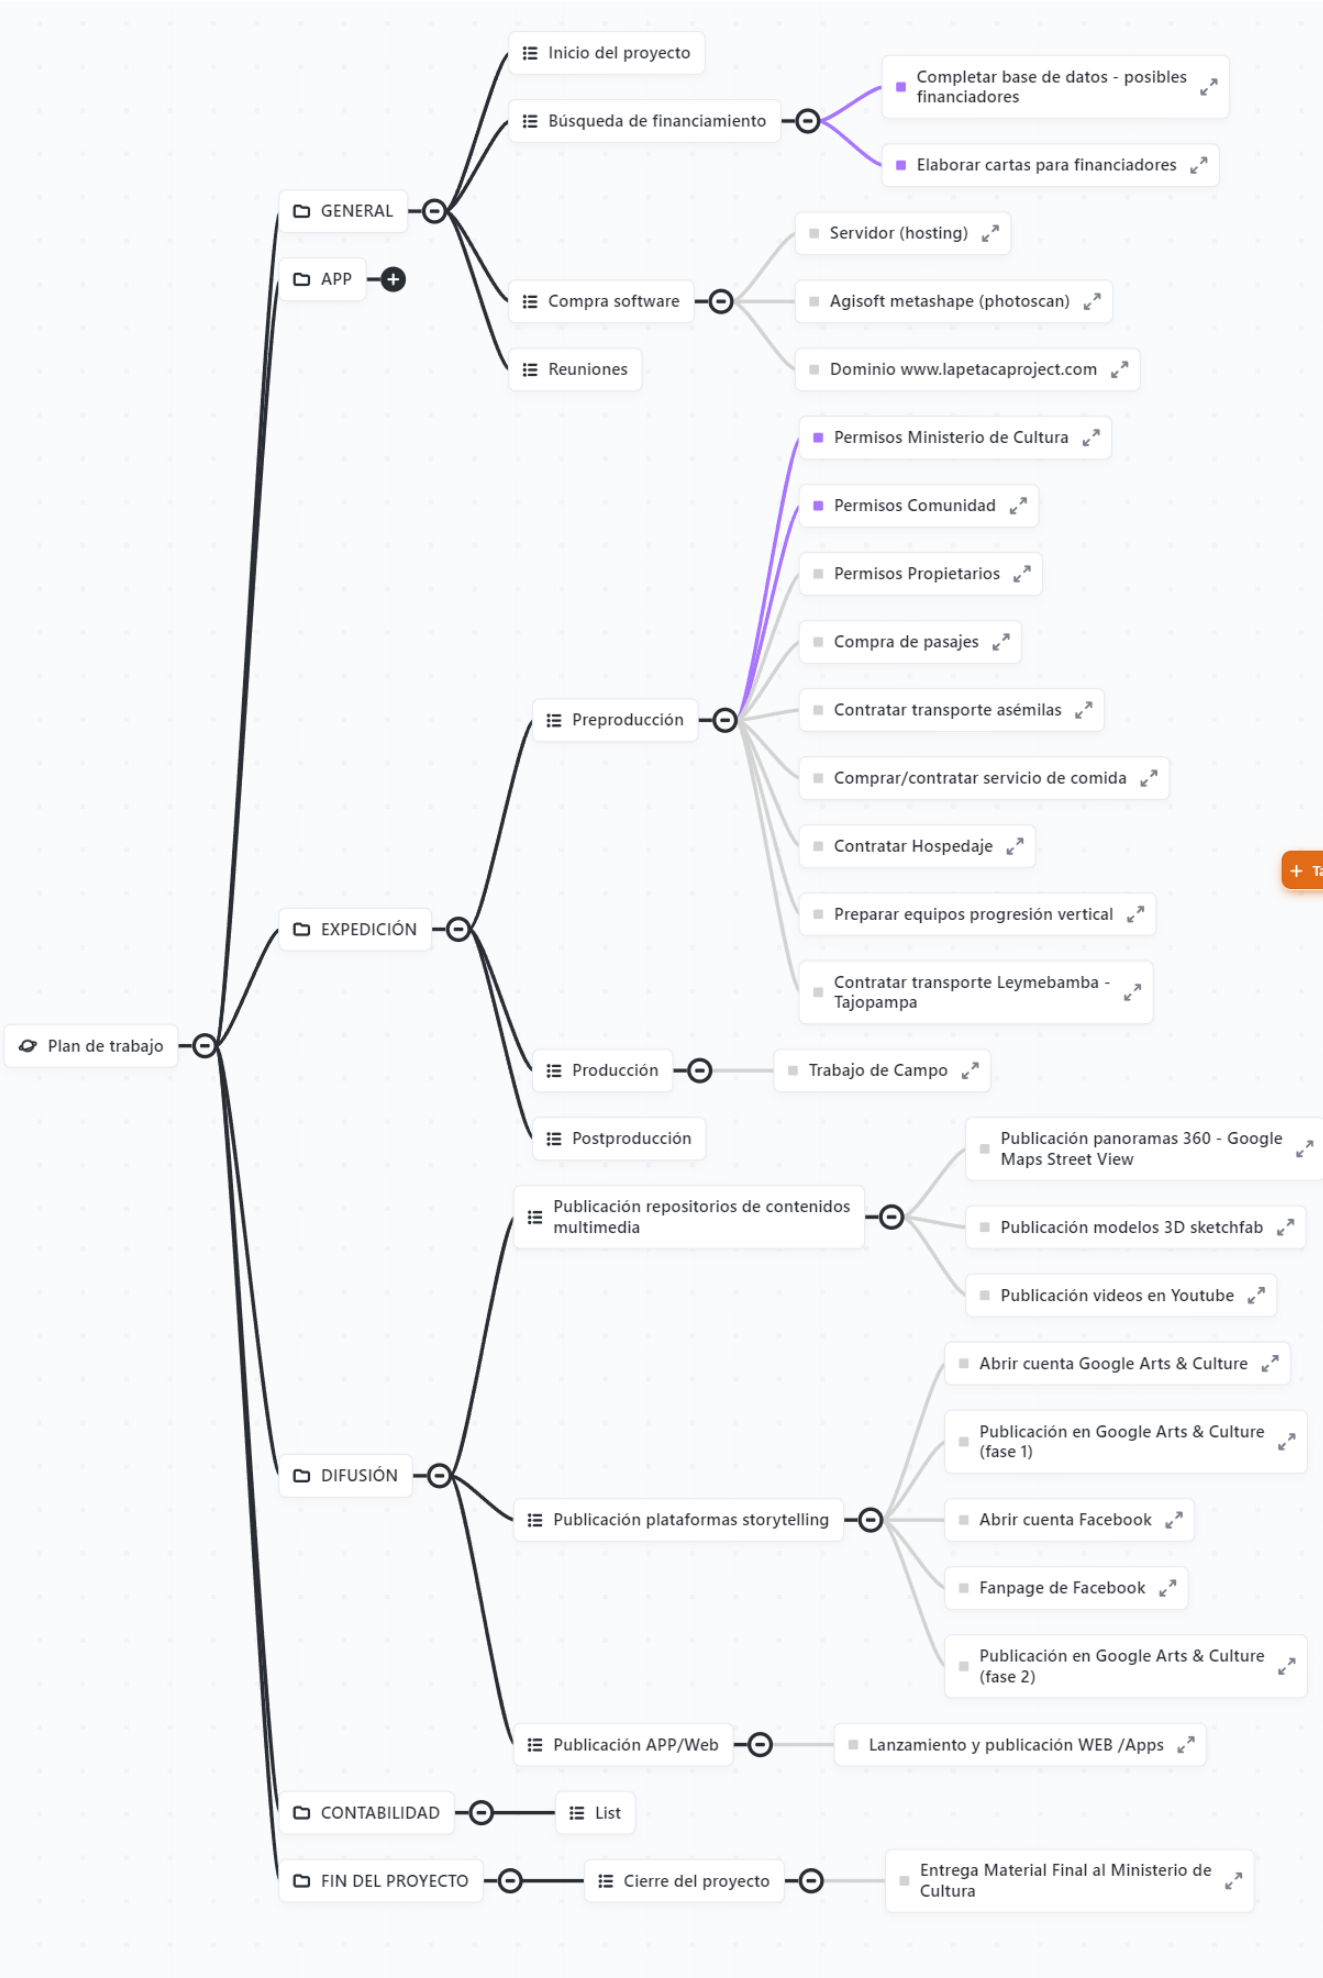 Inicio del proyecto
Completar base de datos - posibles
financiadores
Búsqueda de financiamiento
Elaborar cartas para financiadores
GENERAL
Servidor (hosting)
APP
Compra software
Agisoft metashape (photoscan)
Reuniones
Dominio www.lapetacaproject.com
Permisos Ministerio de Cultura
Permisos Comunidad
Permisos Propietarios
Compra de pasajes
Preproducción
Contratar transporte asémilas
Comprar/contratar servicio de comida
Contratar Hospedaje
Preparar equipos progresión vertical
EXPEDICIÓN
Contratar transporte Leymebamba -
Tajopampa
Plan de trabajo
Producción
Trabajo de Campo
Postproducción
Publicación panoramas 360 - Google
Maps Street View
Publicación repositorios de contenidos
multimedia
Publicación modelos 3D sketchfab
Publicación videos en Youtube
Abrir cuenta Google Arts & Culture
Publicación en Google Arts & Culture
(fase 1)
DIFUSIÓN
Publicación plataformas storytelling
Abrir cuenta Facebook
Fanpage de Facebook
Publicación en Google Arts & Culture
(fase 2)
Publicación APP/Web
Lanzamiento y publicación WEB /Apps
CONTABILIDAD
List
FIN DEL PROYECTO
Cierre del proyecto
Entrega Material Final al Ministerio de
Cultura